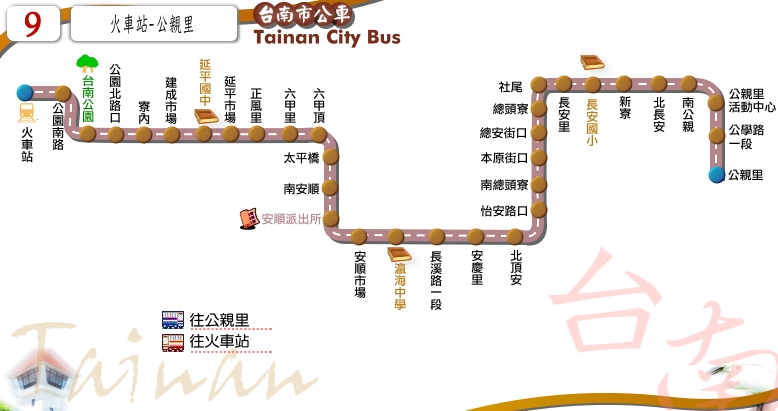 9
火車站-公親里
台南市公車
Tainan City Bus
火車站
公園南路
台南公園
公園北路口
寮內
建成市場
延平國中
延平市場
正風里
六甲里
六甲頂
太平橋
南安順
安順派出所
安順市場
瀛海中學
長溪路一段
安慶里
北頂安
怡安路口
南總頭寮
本原街口
總安街口
總頭寮
社尾
長安里
長安國小
新寮
北長安
南公親
公親里
活動中心
公學路
一段
公親里
往公親里
往火車站
Tainan
台南